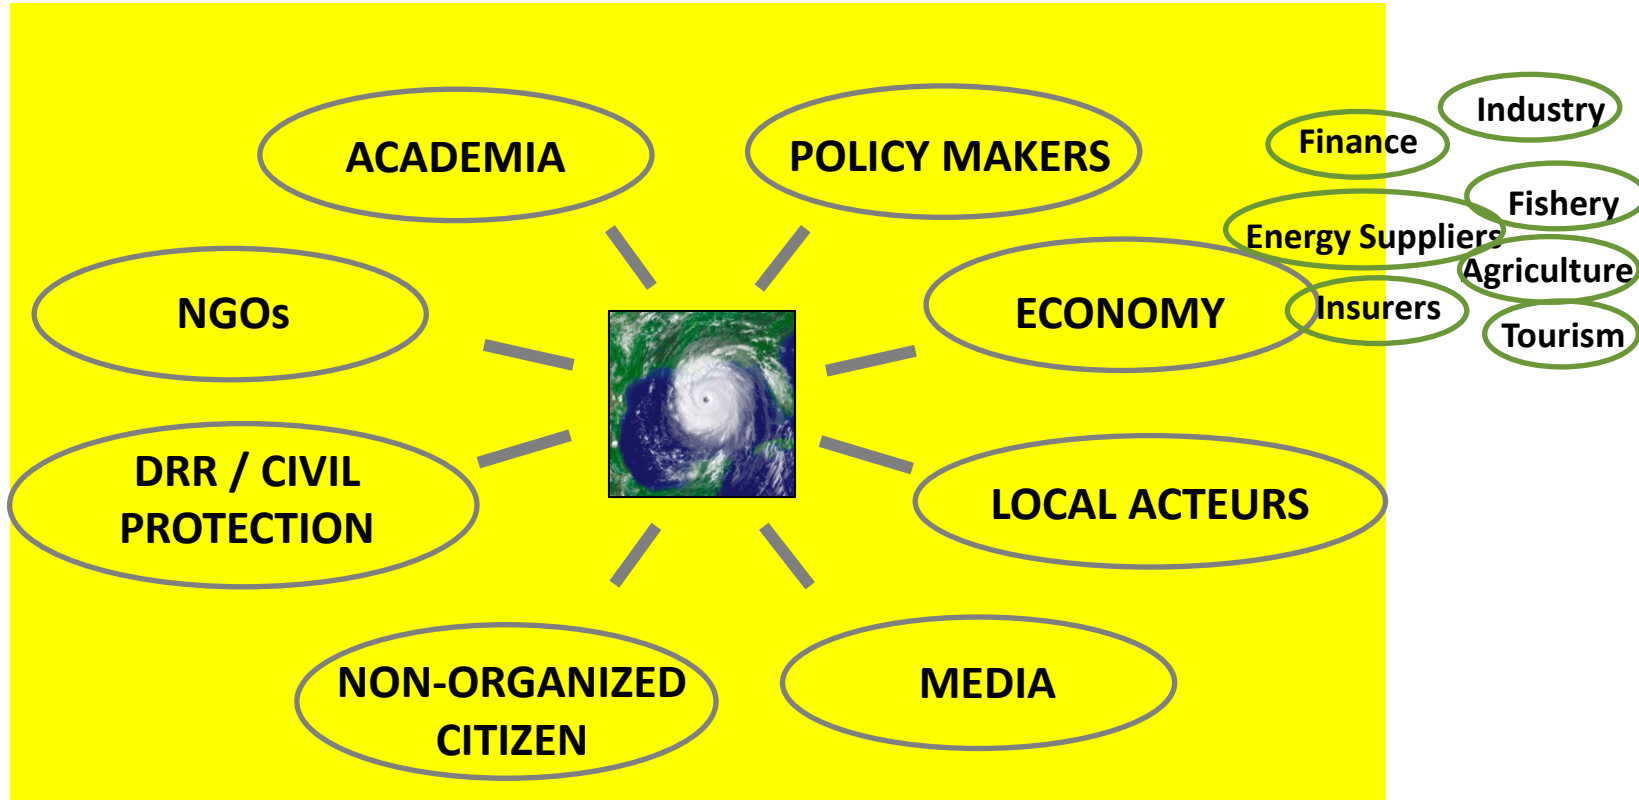 ACADEMIA
POLICY MAKERS
Finance
Industry
Fishery
Energy Suppliers
Agriculture
Insurers
Tourism
NGOs
ECONOMY
DRR / CIVIL
PROTECTION
LOCAL ACTEURS
NON-ORGANIZED
CITIZEN
MEDIA